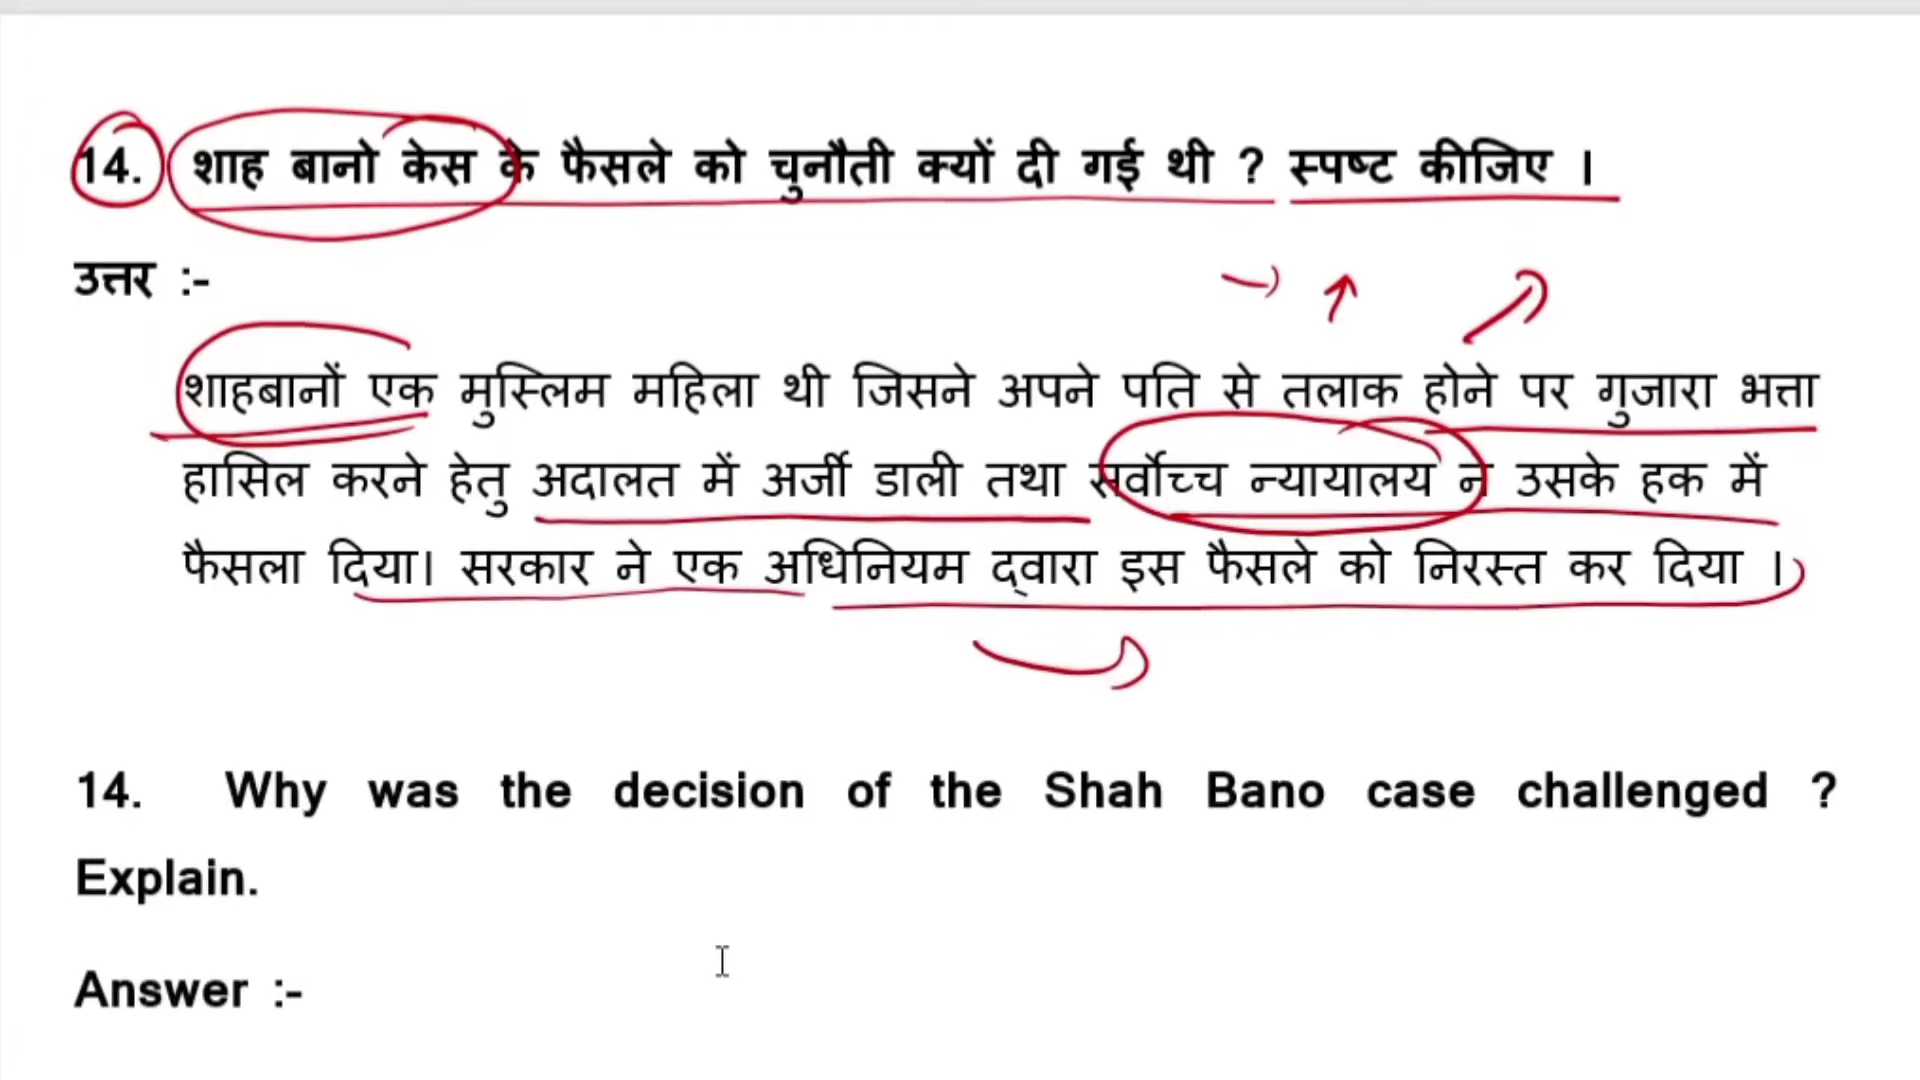 14. शाह बानो केस के फैसले को चुनौती क्यों दी गई थी ? स्पष्ट कीजिए ।
उत्तर :-
शाहबानों एक मुस्लिम महिला थी जिसने अपने पति से तलाक होने पर गुजारा भत्ता
हासिल करने हेतु अदालत में अर्जी डाली तथा सर्वोच्च न्यायालय ने उसके हक में
फैसला दिया। सरकार ने एक अधिनियम द्वारा इस फैसले को निरस्त कर दिया ।
14. Why was the decision of the Shah Bano case challenged ?
Explain.
Answer :-